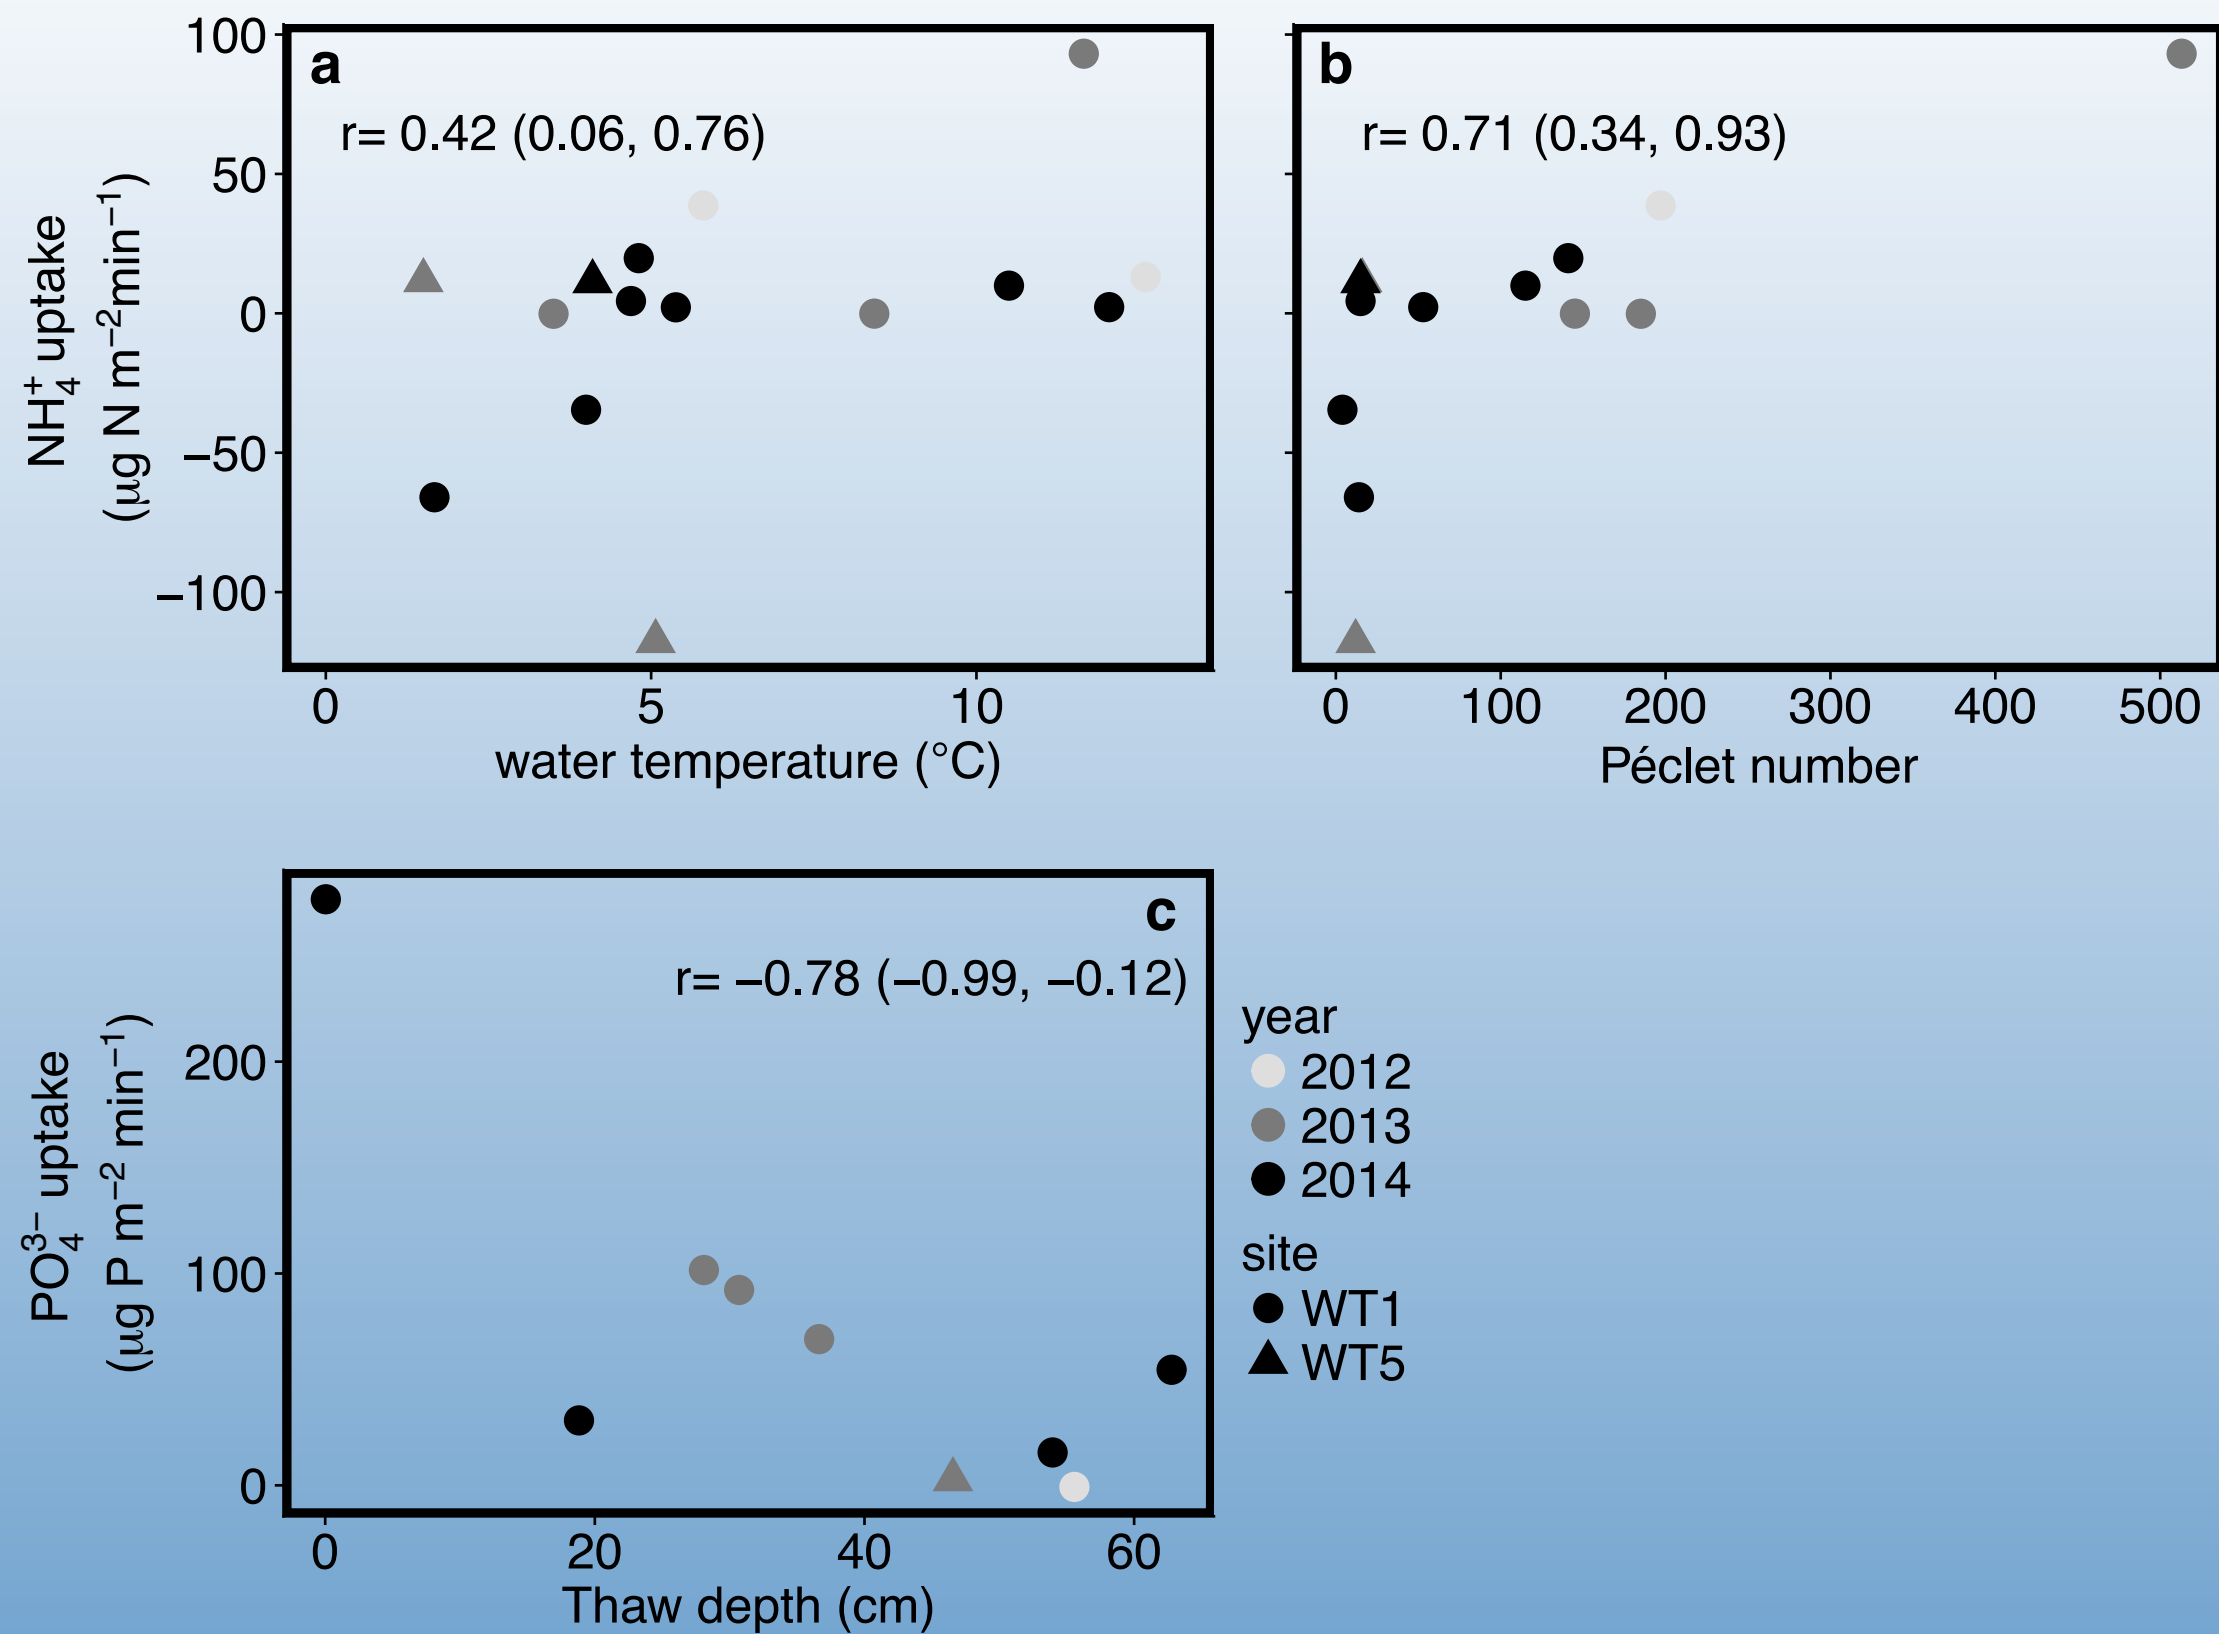 a
r= 0.42 (0.06, 0.76)
100
50
0
−50
−100
NH₄⁺ uptake
(μg N m⁻²min⁻¹)
0 5 10
water temperature (°C)
b
r= 0.71 (0.34, 0.93)
0 100 200 300 400 500
Péclet number
c
r= −0.78 (−0.99, −0.12)
200
100
0
PO₄³⁻ uptake
(μg P m⁻² min⁻¹)
0 20 40 60
Thaw depth (cm)
year
2012
2013
2014
site
WT1
WT5